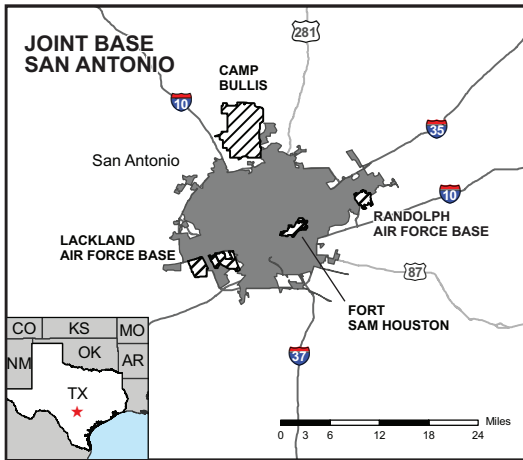 JOINT BASE
SAN ANTONIO
281
CAMP
BULLIS
10
35
San Antonio
10
RANDOLPH
AIR FORCE BASE
LACKLAND
AIR FORCE BASE
87
FORT
SAM HOUSTON
CO KS MO
OK
NM AR
TX
37
Miles
0 3 6 12 18 24